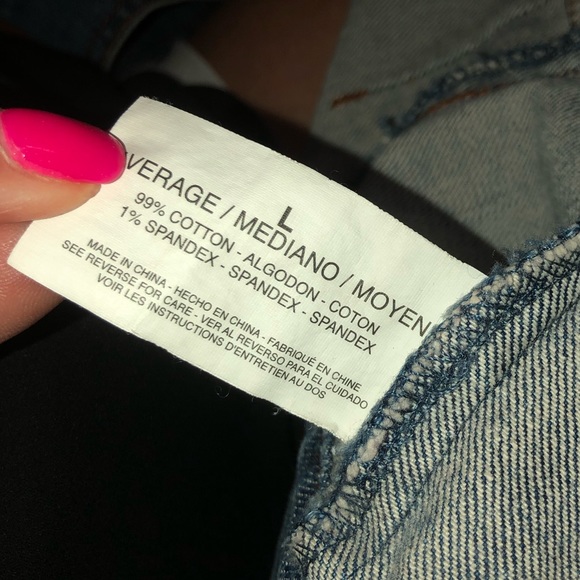 L
VERAGE / MEDIANO / MOYEN
99% COTTON - ALGODON - COTON
1% SPANDEX - SPANDEX - SPANDEX
MADE IN CHINA - HECHO EN CHINA - FABRIQUÉ EN CHINE
SEE REVERSE FOR CARE - VER AL REVERSO PARA EL CUIDADO
VOIR LES INSTRUCTIONS D'ENTRETIEN AU DOS